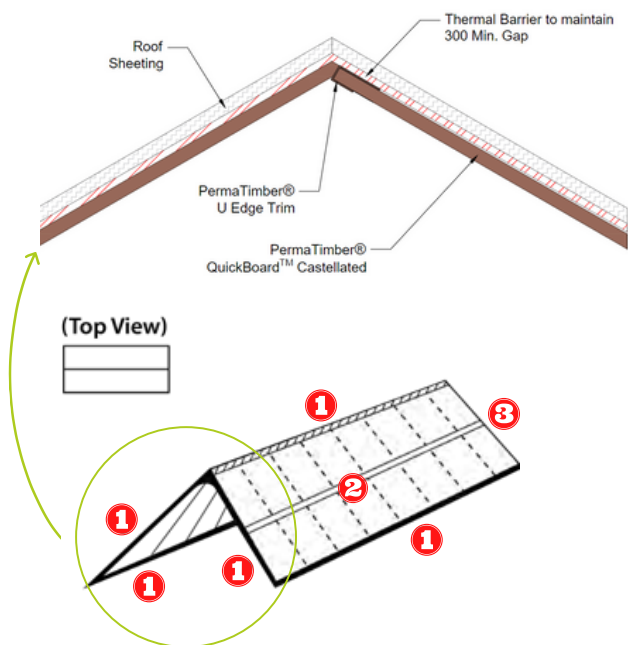 Thermal Barrier to maintain
300 Min. Gap
Roof
Sheeting
PermaTimber®
U Edge Trim
PermaTimber®
QuickBoard™ Castellated
(Top View)
1
3
2
1
1
1
1